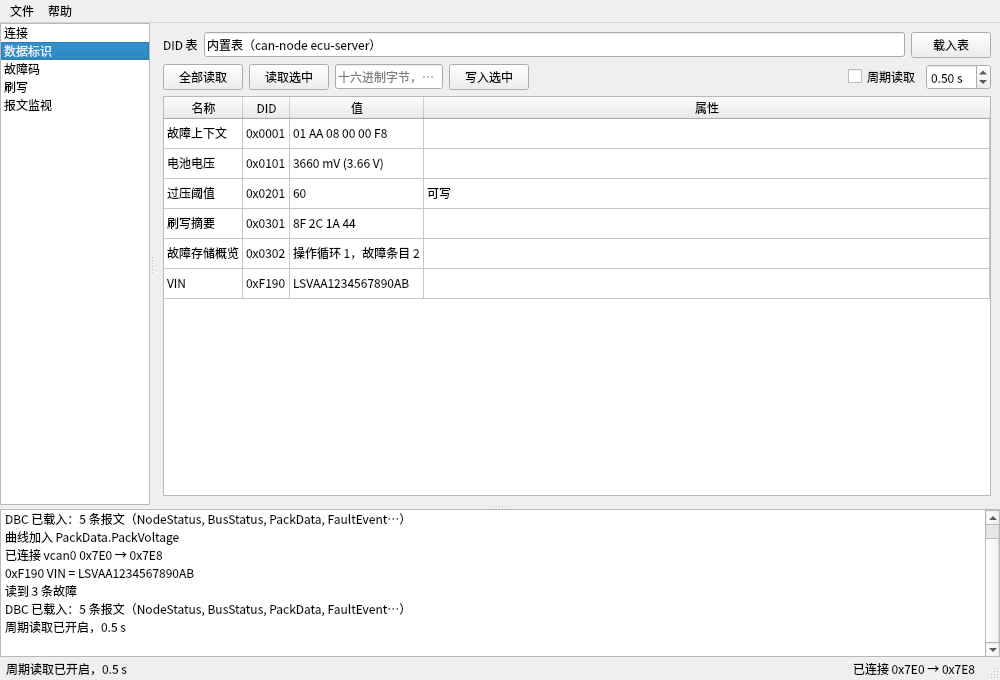 文件 帮助
连接
数据标识
故障码
刷写
报文监视
DID 表 内置表（can-node ecu-server） 载入表
全部读取 读取选中 十六进制字节，… 写入选中 周期读取 0.50 s
名称 DID 值 属性
故障上下文 0x0001 01 AA 08 00 00 F8
电池电压 0x0101 3660 mV (3.66 V)
过压阈值 0x0201 60 可写
刷写摘要 0x0301 8F 2C 1A 44
故障存储概览 0x0302 操作循环 1，故障条目 2
VIN 0xF190 LSVAA1234567890AB
DBC 已载入：5 条报文（NodeStatus, BusStatus, PackData, FaultEvent…）
曲线加入 PackData.PackVoltage
已连接 vcan0 0x7E0 → 0x7E8
0xF190 VIN = LSVAA1234567890AB
读到 3 条故障
DBC 已载入：5 条报文（NodeStatus, BusStatus, PackData, FaultEvent…）
周期读取已开启，0.5 s
周期读取已开启，0.5 s 已连接 0x7E0 → 0x7E8